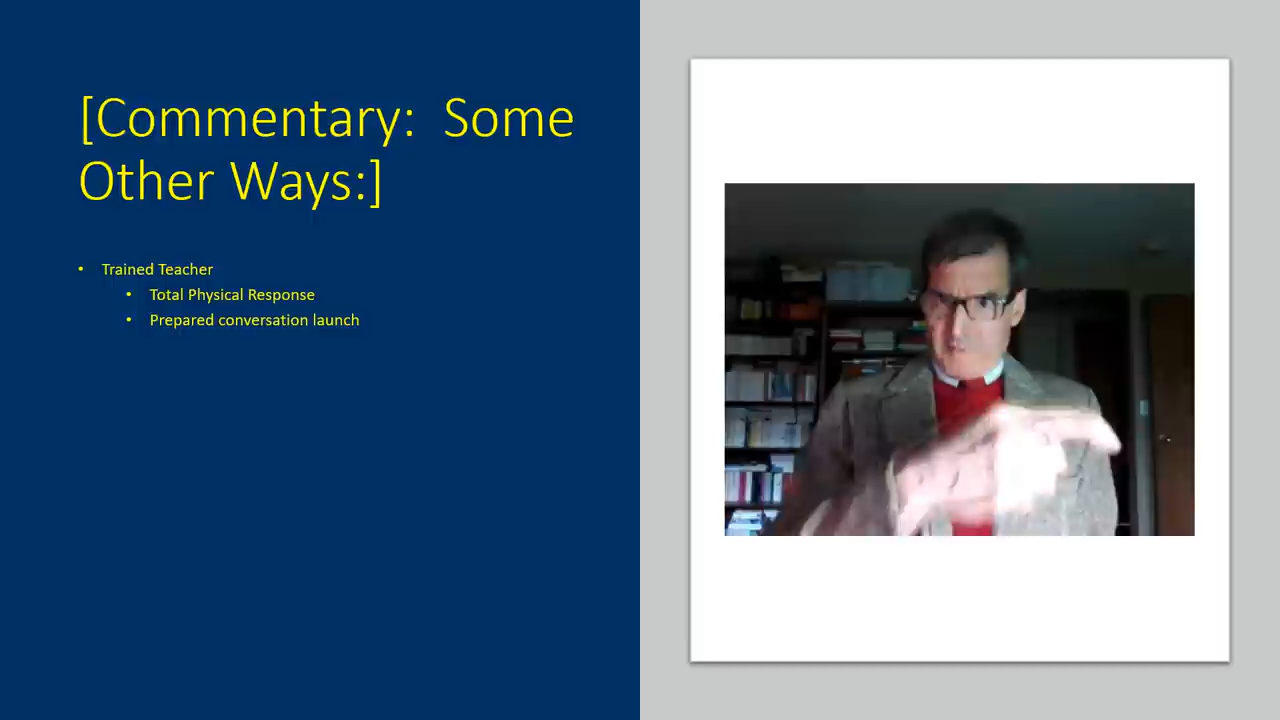 [Commentary:  Some
Other Ways:]
• Trained Teacher
• Total Physical Response
• Prepared conversation launch